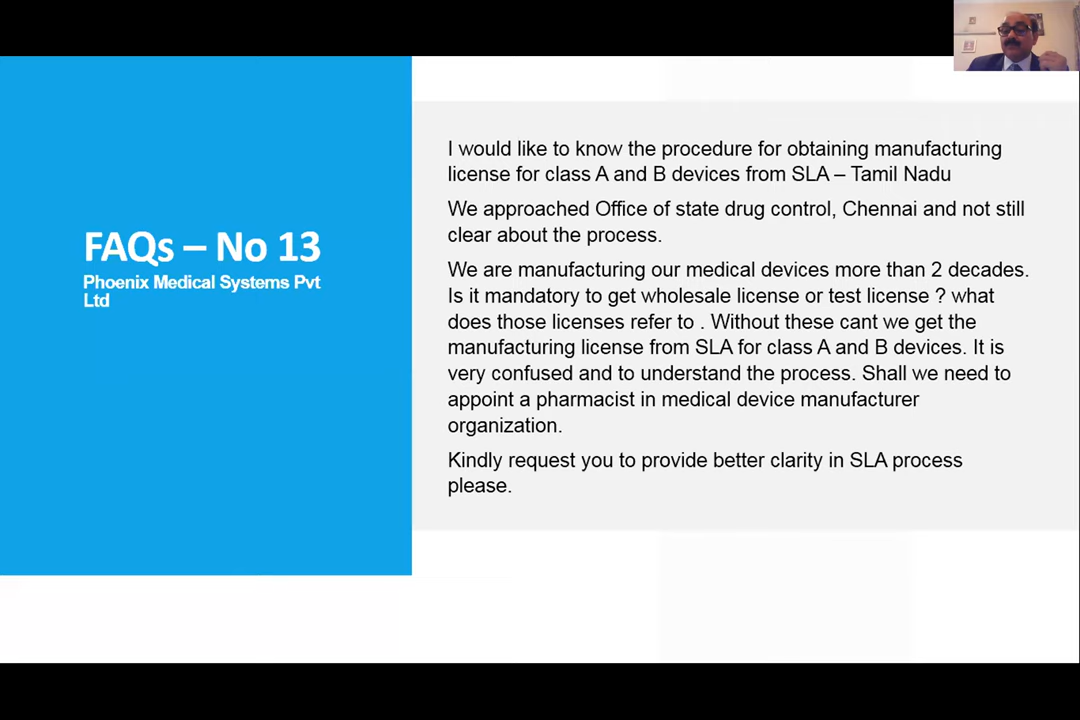 FAQs – No 13
Phoenix Medical Systems Pvt
Ltd
I would like to know the procedure for obtaining manufacturing
license for class A and B devices from SLA – Tamil Nadu
We approached Office of state drug control, Chennai and not still
clear about the process.
We are manufacturing our medical devices more than 2 decades.
Is it mandatory to get wholesale license or test license ? what
does those licenses refer to . Without these cant we get the
manufacturing license from SLA for class A and B devices. It is
very confused and to understand the process. Shall we need to
appoint a pharmacist in medical device manufacturer
organization.
Kindly request you to provide better clarity in SLA process
please.